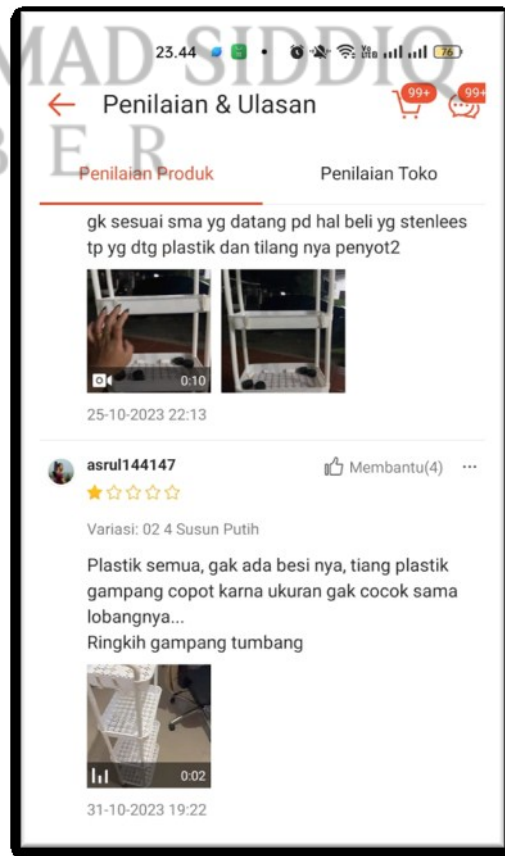 MAD SIDDIQ
B E R
23.44 76
Penilaian & Ulasan 99+ 99+
Penilaian Produk Penilaian Toko
gk sesuai sma yg datang pd hal beli yg stenlees
tp yg dtg plastik dan tilang nya penyot2
0:10
25-10-2023 22:13
asrul144147 Membantu(4) ...
Variasi: 02 4 Susun Putih
Plastik semua, gak ada besi nya, tiang plastik
gampang copot karna ukuran gak cocok sama
lobangnya...
Ringkih gampang tumbang
0:02
31-10-2023 19:22